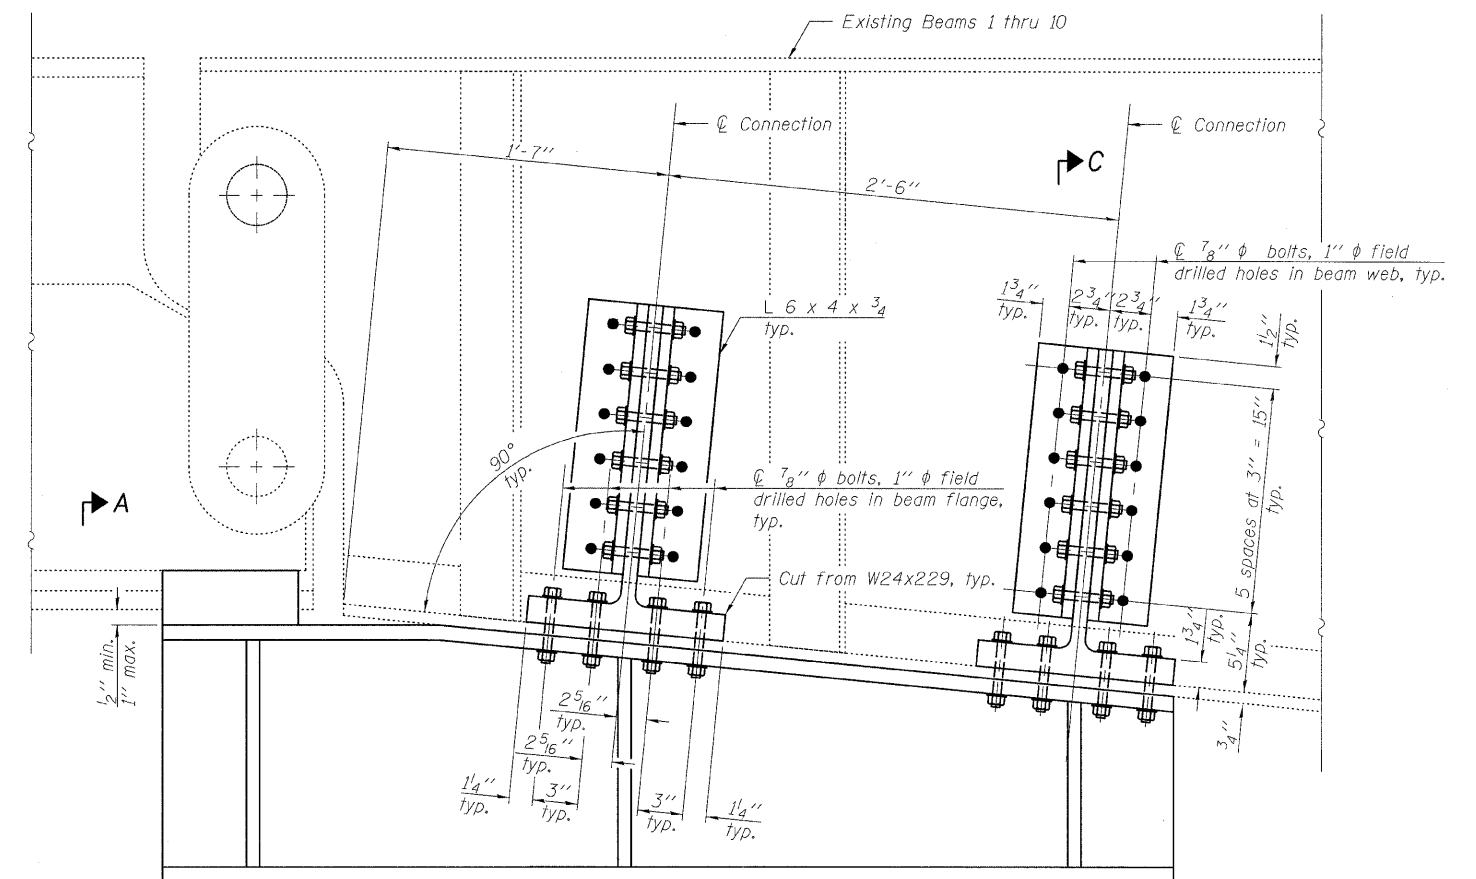 Existing Beams 1 thru 10
℄ Connection
℄ Connection
1'-7"
C
2'-6"
℄ 7/8" ϕ bolts, 1" ϕ field
drilled holes in beam web, typ.
1 3/4"
typ.
2 3/4"
typ.
2 3/4"
typ.
1 3/4"
typ.
1 1/2"
typ.
L 6 x 4 x 3/4
typ.
5 spaces at 3" = 15"
typ.
90°
typ.
℄ 7/8" ϕ bolts, 1" ϕ field
drilled holes in beam flange,
typ.
A
Cut from W24x229, typ.
1 3/4"
typ.
5 1/4"
typ.
1/2" min.
1" max.
2 5/16"
typ.
2 5/16"
typ.
3/4"
1 1/4"
typ.
3"
typ.
3"
typ.
1 1/4"
typ.